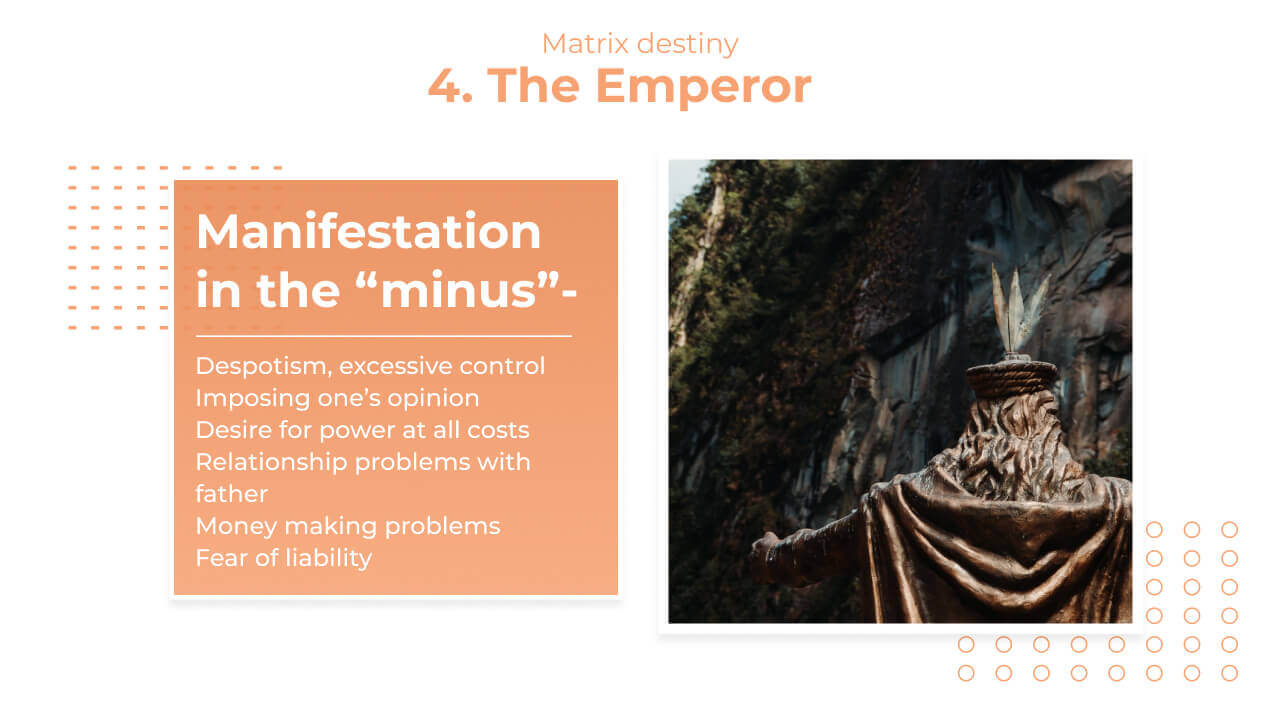 Matrix destiny
4. The Emperor
Manifestation
in the “minus”-
Despotism, excessive control
Imposing one’s opinion
Desire for power at all costs
Relationship problems with
father
Money making problems
Fear of liability